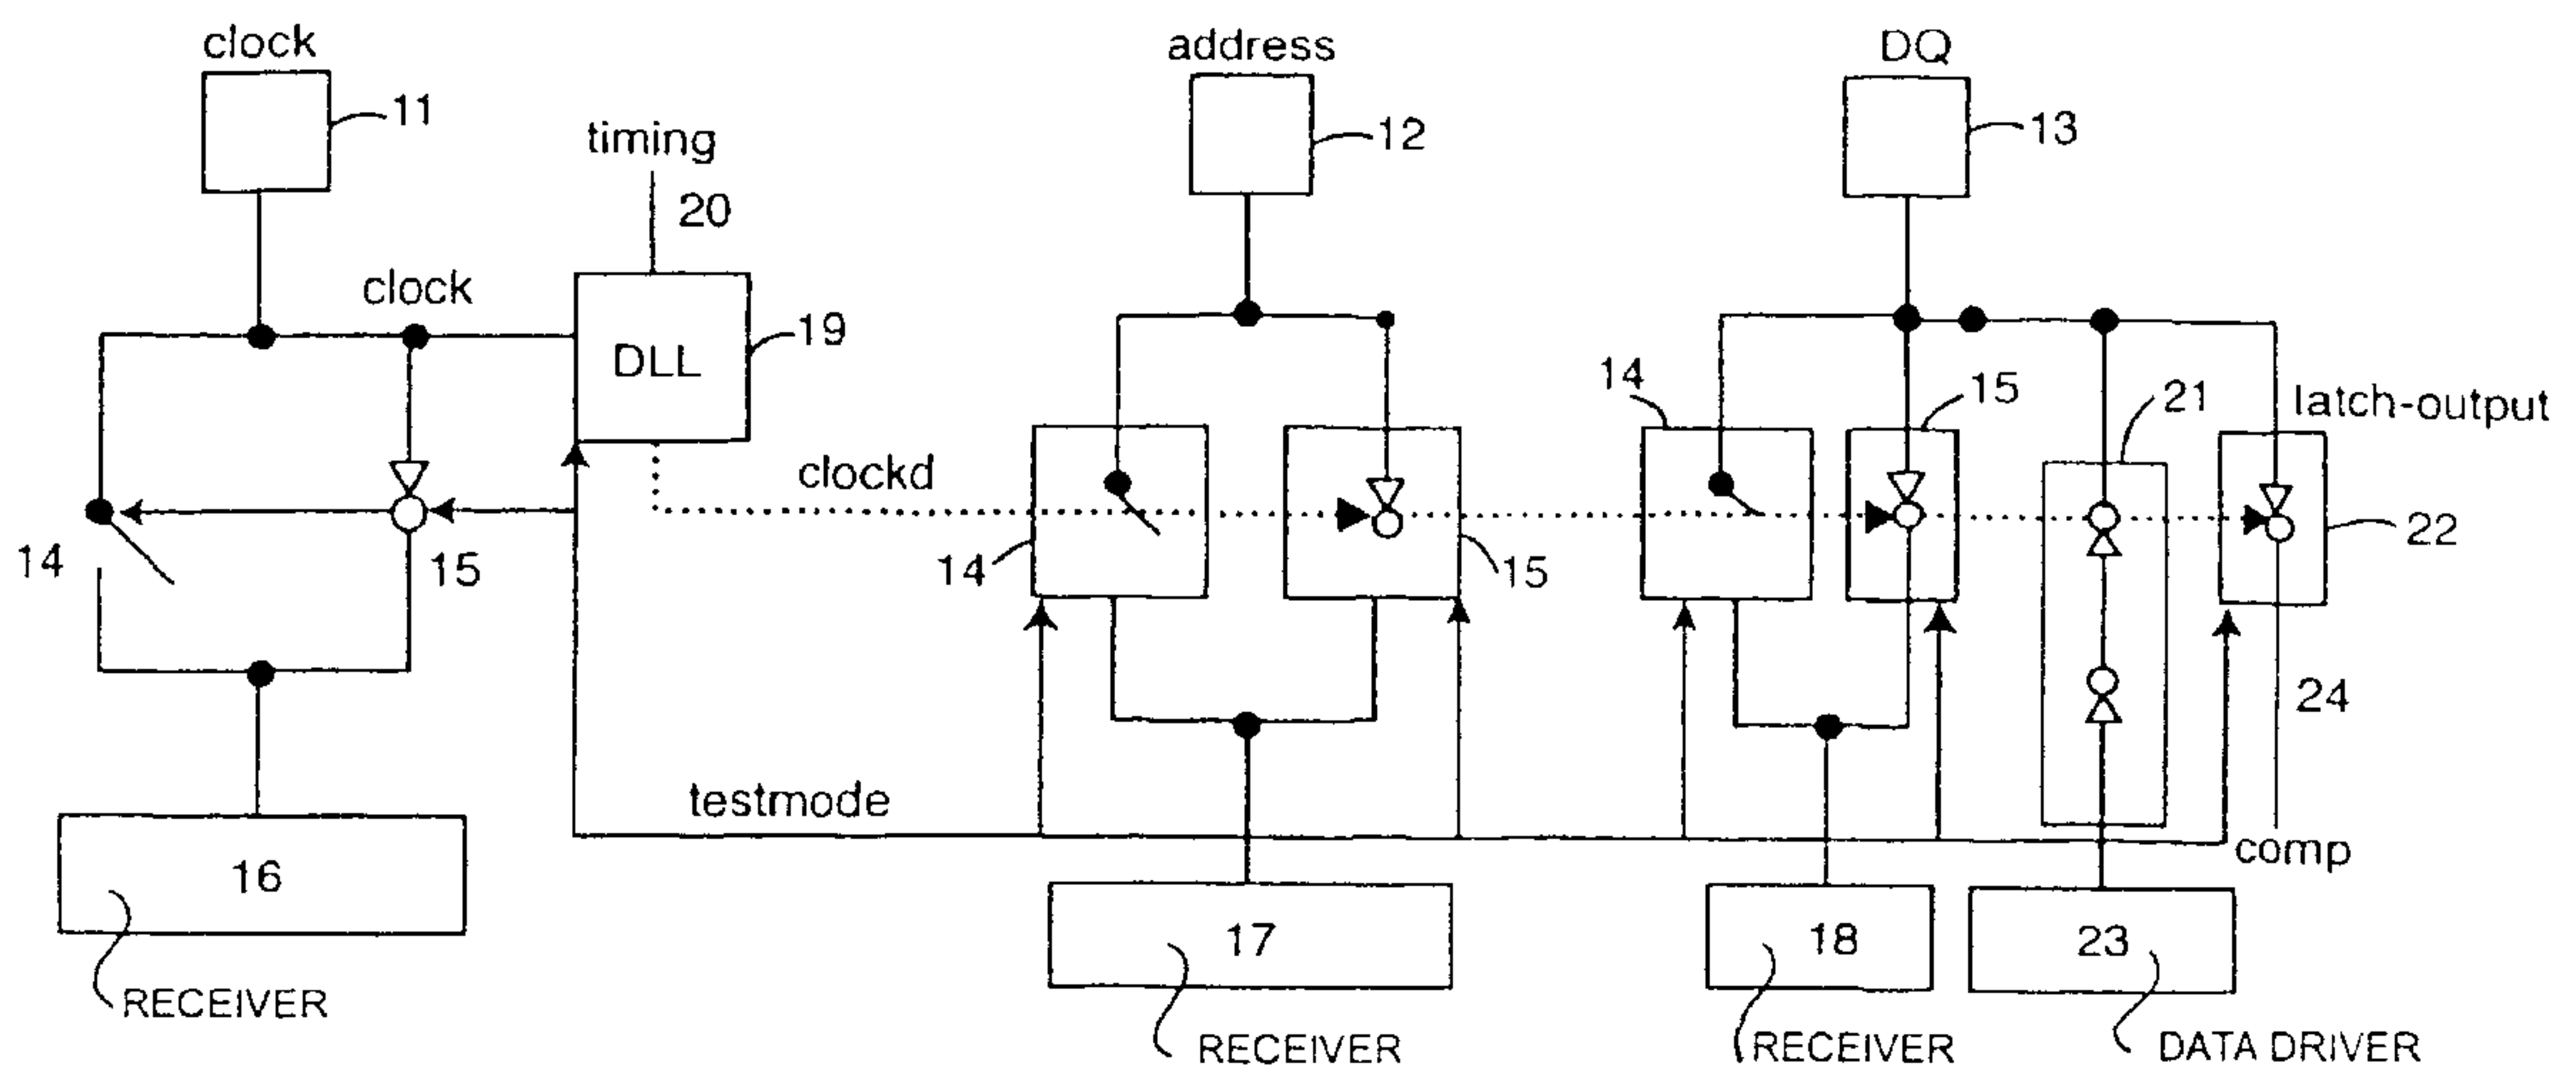 clock
11
timing
20
clock
DLL
19
14
15
clockd
testmode
16
RECEIVER
address
12
14
15
17
RECEIVER
DQ
13
14
15
21
latch-output
22
24
comp
18
RECEIVER
23
DATA DRIVER